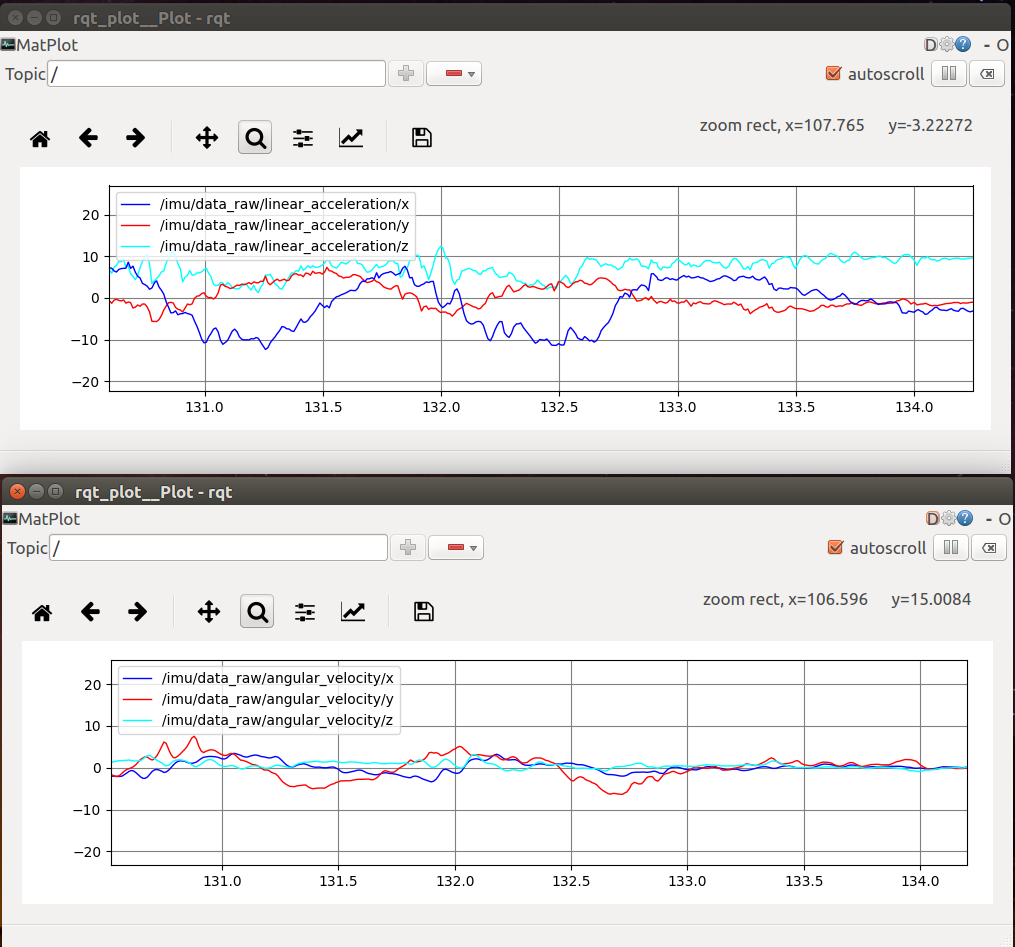 rqt_plot__Plot - rqt
MatPlot D ? - O
Topic / autoscroll
zoom rect, x=107.765 y=-3.22272
/imu/data_raw/linear_acceleration/x
/imu/data_raw/linear_acceleration/y
/imu/data_raw/linear_acceleration/z
20
10
0
−10
−20
131.0 131.5 132.0 132.5 133.0 133.5 134.0
rqt_plot__Plot - rqt
MatPlot D ? - O
Topic / autoscroll
zoom rect, x=106.596 y=15.0084
/imu/data_raw/angular_velocity/x
/imu/data_raw/angular_velocity/y
/imu/data_raw/angular_velocity/z
20
10
0
−10
−20
131.0 131.5 132.0 132.5 133.0 133.5 134.0